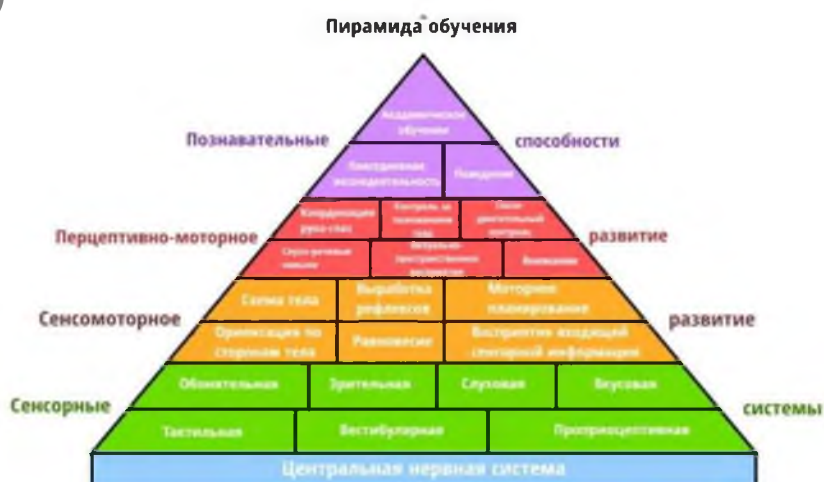 Пирамида обучения
Академическое
обучение
Познавательные
способности
Повседневная
жизнедеятельность
Поведение
Координация
рука-глаз
Контроль за
положением
тела
двигательный
контроль
Перцептивно-моторное
развитие
Слухо-речевые
навыки
Визуально-
пространственное
восприятие
Внимание
Схема тела
Выработка
рефлексов
Моторное
планирование
Сенсомоторное
развитие
Ориентация по
сторонам тела
Равновесие
Восприятие входящей
сенсорной информации
Обонятельная
Зрительная
Слуховая
Вкусовая
Сенсорные
системы
Тактильная
Вестибулярная
Проприоцептивная
Центральная нервная система